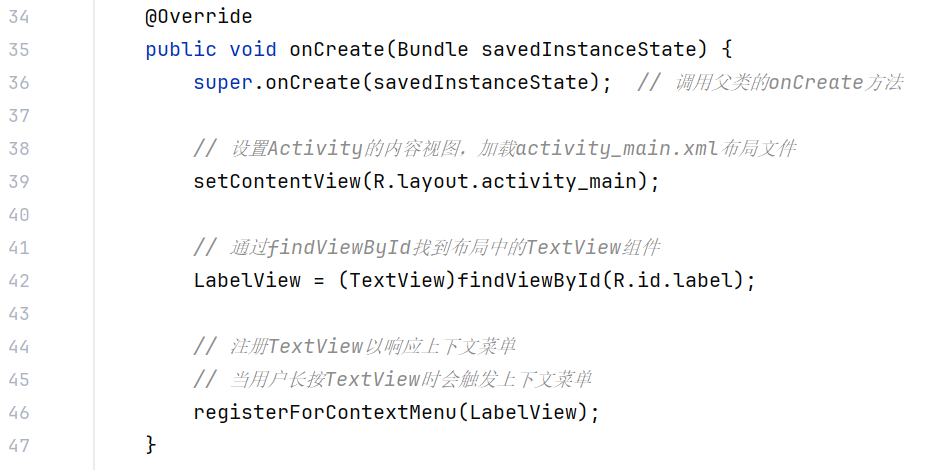 34 @Override
35 public void onCreate(Bundle savedInstanceState) {
36 super.onCreate(savedInstanceState);  // 调用父类的onCreate方法
37
38 // 设置Activity的内容视图，加载activity_main.xml布局文件
39 setContentView(R.layout.activity_main);
40
41 // 通过findViewById找到布局中的TextView组件
42 LabelView = (TextView)findViewById(R.id.label);
43
44 // 注册TextView以响应上下文菜单
45 // 当用户长按TextView时会触发上下文菜单
46 registerForContextMenu(LabelView);
47 }